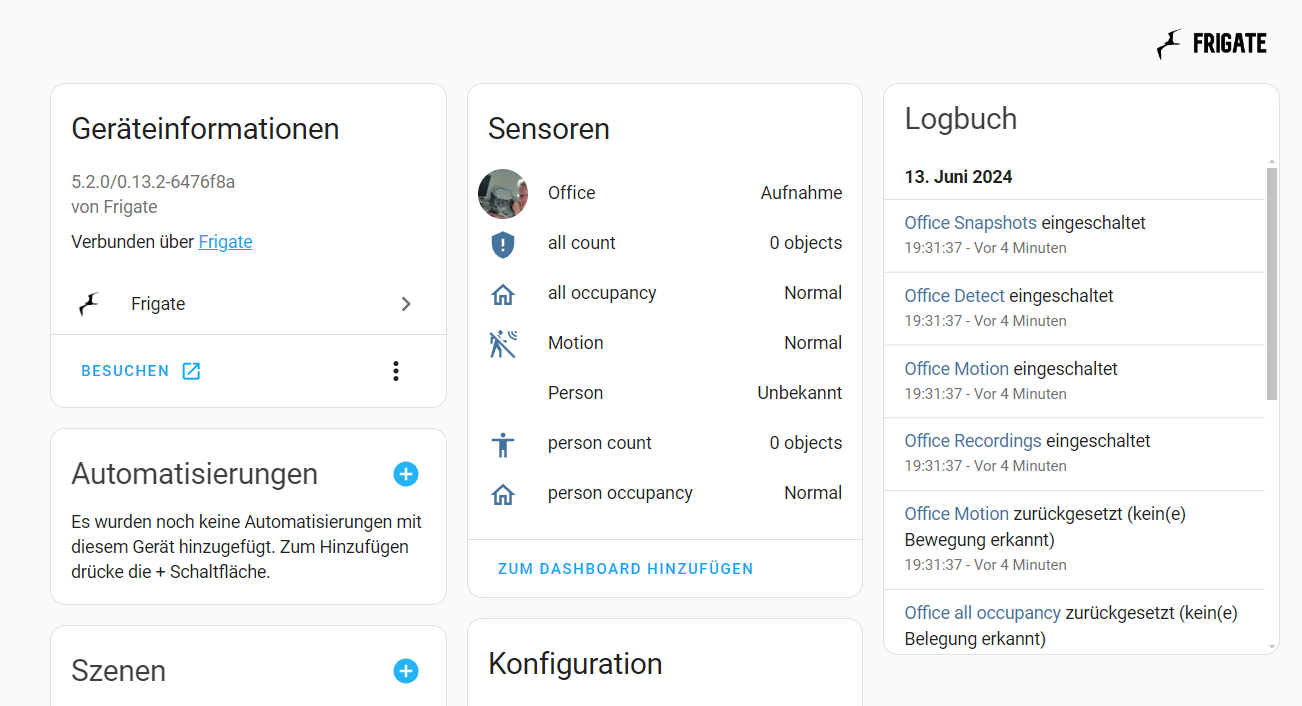 FRIGATE
Geräteinformationen
5.2.0/0.13.2-6476f8a
von Frigate
Verbunden über Frigate
Frigate
BESUCHEN
Automatisierungen
Es wurden noch keine Automatisierungen mit
diesem Gerät hinzugefügt. Zum Hinzufügen
drücke die + Schaltfläche.
Szenen
Sensoren
Office Aufnahme
all count 0 objects
all occupancy Normal
Motion Normal
Person Unbekannt
person count 0 objects
person occupancy Normal
ZUM DASHBOARD HINZUFÜGEN
Konfiguration
Logbuch
13. Juni 2024
Office Snapshots eingeschaltet
19:31:37 - Vor 4 Minuten
Office Detect eingeschaltet
19:31:37 - Vor 4 Minuten
Office Motion eingeschaltet
19:31:37 - Vor 4 Minuten
Office Recordings eingeschaltet
19:31:37 - Vor 4 Minuten
Office Motion zurückgesetzt (kein(e)
Bewegung erkannt)
19:31:37 - Vor 4 Minuten
Office all occupancy zurückgesetzt (kein(e)
Belegung erkannt)